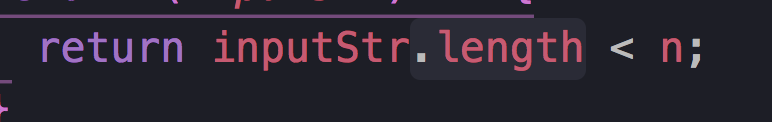 return inputStr.length < n;
}